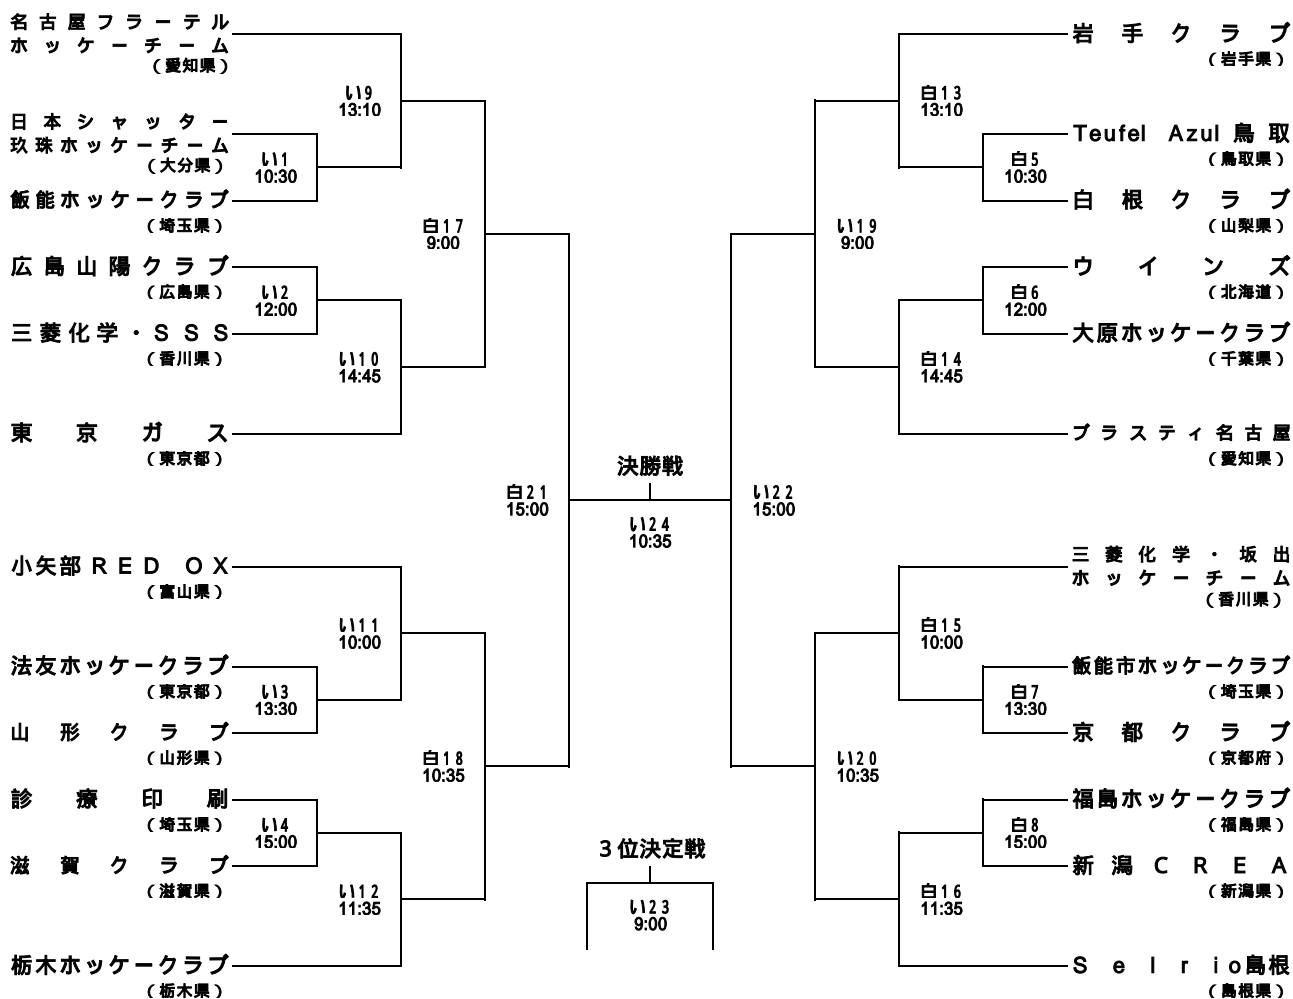 名古屋フラーテル
ホッケーチーム
（愛知県）
い9
13:10
日本シャッター
玖珠ホッケーチーム
（大分県）
い1
10:30
飯能ホッケークラブ
（埼玉県）
白17
9:00
広島山陽クラブ
（広島県）
い2
12:00
三菱化学・ＳＳＳ
（香川県）
い10
14:45
東京ガス
（東京都）
白21
15:00
小矢部ＲＥＤ　ＯＸ
（富山県）
い11
10:00
法友ホッケークラブ
（東京都）
い3
13:30
山形クラブ
（山形県）
白18
10:35
診療印刷
（埼玉県）
い4
15:00
滋賀クラブ
（滋賀県）
い12
11:35
栃木ホッケークラブ
（栃木県）
決勝戦
い24
10:35
３位決定戦
い23
9:00
岩手クラブ
（岩手県）
白13
13:10
Teufel Azul鳥取
（鳥取県）
白5
10:30
白根クラブ
（山梨県）
い19
9:00
ウインズ
（北海道）
白6
12:00
大原ホッケークラブ
（千葉県）
白14
14:45
ブラスティ名古屋
（愛知県）
い22
15:00
三菱化学・坂出
ホッケーチーム
（香川県）
白15
10:00
飯能市ホッケークラブ
（埼玉県）
白7
13:30
京都クラブ
（京都府）
い20
10:35
福島ホッケークラブ
（福島県）
白8
15:00
新潟ＣＲＥＡ
（新潟県）
白16
11:35
Ｓｅｌｒｉｏ島根
（島根県）